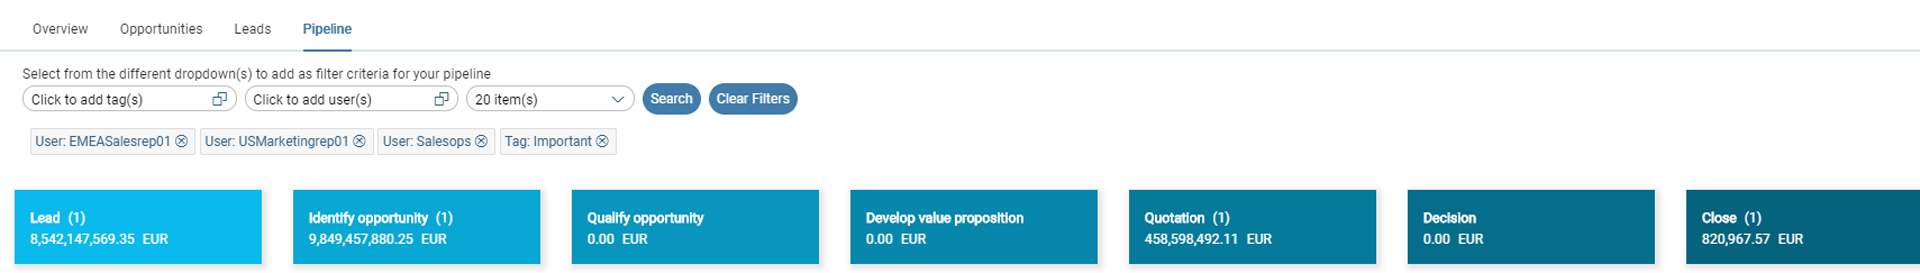 Overview Opportunities Leads Pipeline
Select from the different dropdown(s) to add as filter criteria for your pipeline
Click to add tag(s) Click to add user(s) 20 item(s) Search Clear Filters
User: EMEASalesrep01 User: USMarketingrep01 User: Salesops Tag: Important
Lead (1) Identify opportunity (1) Qualify opportunity Develop value proposition Quotation (1) Decision Close (1)
8,542,147,569.35 EUR 9,849,457,880.25 EUR 0.00 EUR 0.00 EUR 458,598,492.11 EUR 0.00 EUR 820,967.57 EUR